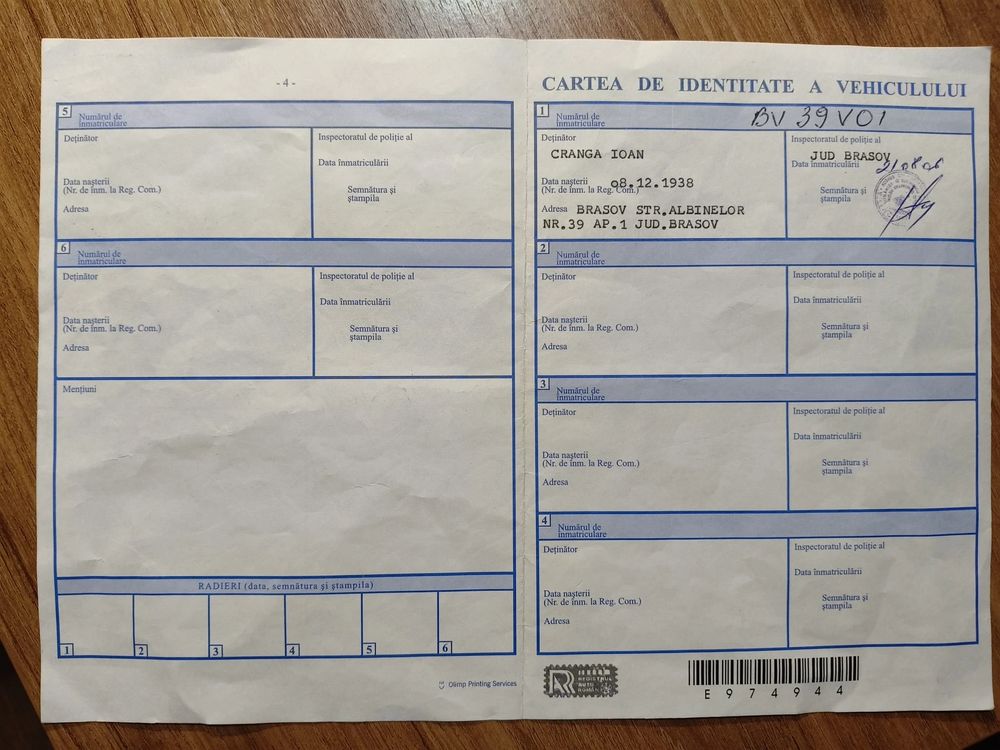 - 4 -
5 Numărul de
înmatriculare
Deținător
Inspectoratul de poliție al
Data înmatriculării
Data nașterii
(Nr. de înm. la Reg. Com.)
Semnătura și
ștampila
Adresa
6 Numărul de
înmatriculare
Deținător
Inspectoratul de poliție al
Data înmatriculării
Data nașterii
(Nr. de înm. la Reg. Com.)
Semnătura și
ștampila
Adresa
Mențiuni
RADIERI (data, semnătura și ștampila)
1 2 3 4 5 6
Olimp Printing Services
CARTEA DE IDENTITATE A VEHICULULUI
1 Numărul de
înmatriculare
BV 39 VOI
Deținător
CRANGA IOAN
Inspectoratul de poliție al
JUD BRASOV
Data înmatriculării 21 08 06
Data nașterii 08.12.1938
(Nr. de înm. la Reg. Com.)
Semnătura și
ștampila
Adresa BRASOV STR.ALBINELOR
NR.39 AP.1 JUD.BRASOV
2 Numărul de
înmatriculare
Deținător
Inspectoratul de poliție al
Data înmatriculării
Data nașterii
(Nr. de înm. la Reg. Com.)
Semnătura și
ștampila
Adresa
3 Numărul de
înmatriculare
Deținător
Inspectoratul de poliție al
Data înmatriculării
Data nașterii
(Nr. de înm. la Reg. Com.)
Semnătura și
ștampila
Adresa
4 Numărul de
înmatriculare
Deținător
Inspectoratul de poliție al
Data înmatriculării
Data nașterii
(Nr. de înm. la Reg. Com.)
Semnătura și
ștampila
Adresa
REGISTRUL
AUTO
ROMÂN
E974944